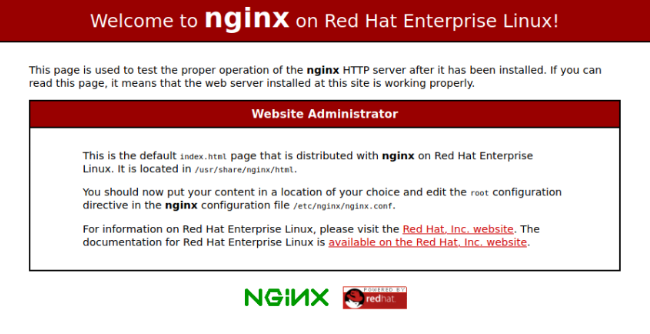 Welcome to nginx on Red Hat Enterprise Linux!
This page is used to test the proper operation of the nginx HTTP server after it has been installed. If you can
read this page, it means that the web server installed at this site is working properly.
Website Administrator
This is the default index.html page that is distributed with nginx on Red Hat Enterprise
Linux. It is located in /usr/share/nginx/html.
You should now put your content in a location of your choice and edit the root configuration
directive in the nginx configuration file /etc/nginx/nginx.conf.
For information on Red Hat Enterprise Linux, please visit the Red Hat, Inc. website. The
documentation for Red Hat Enterprise Linux is available on the Red Hat, Inc. website.
NGINX
POWERED BY
redhat.